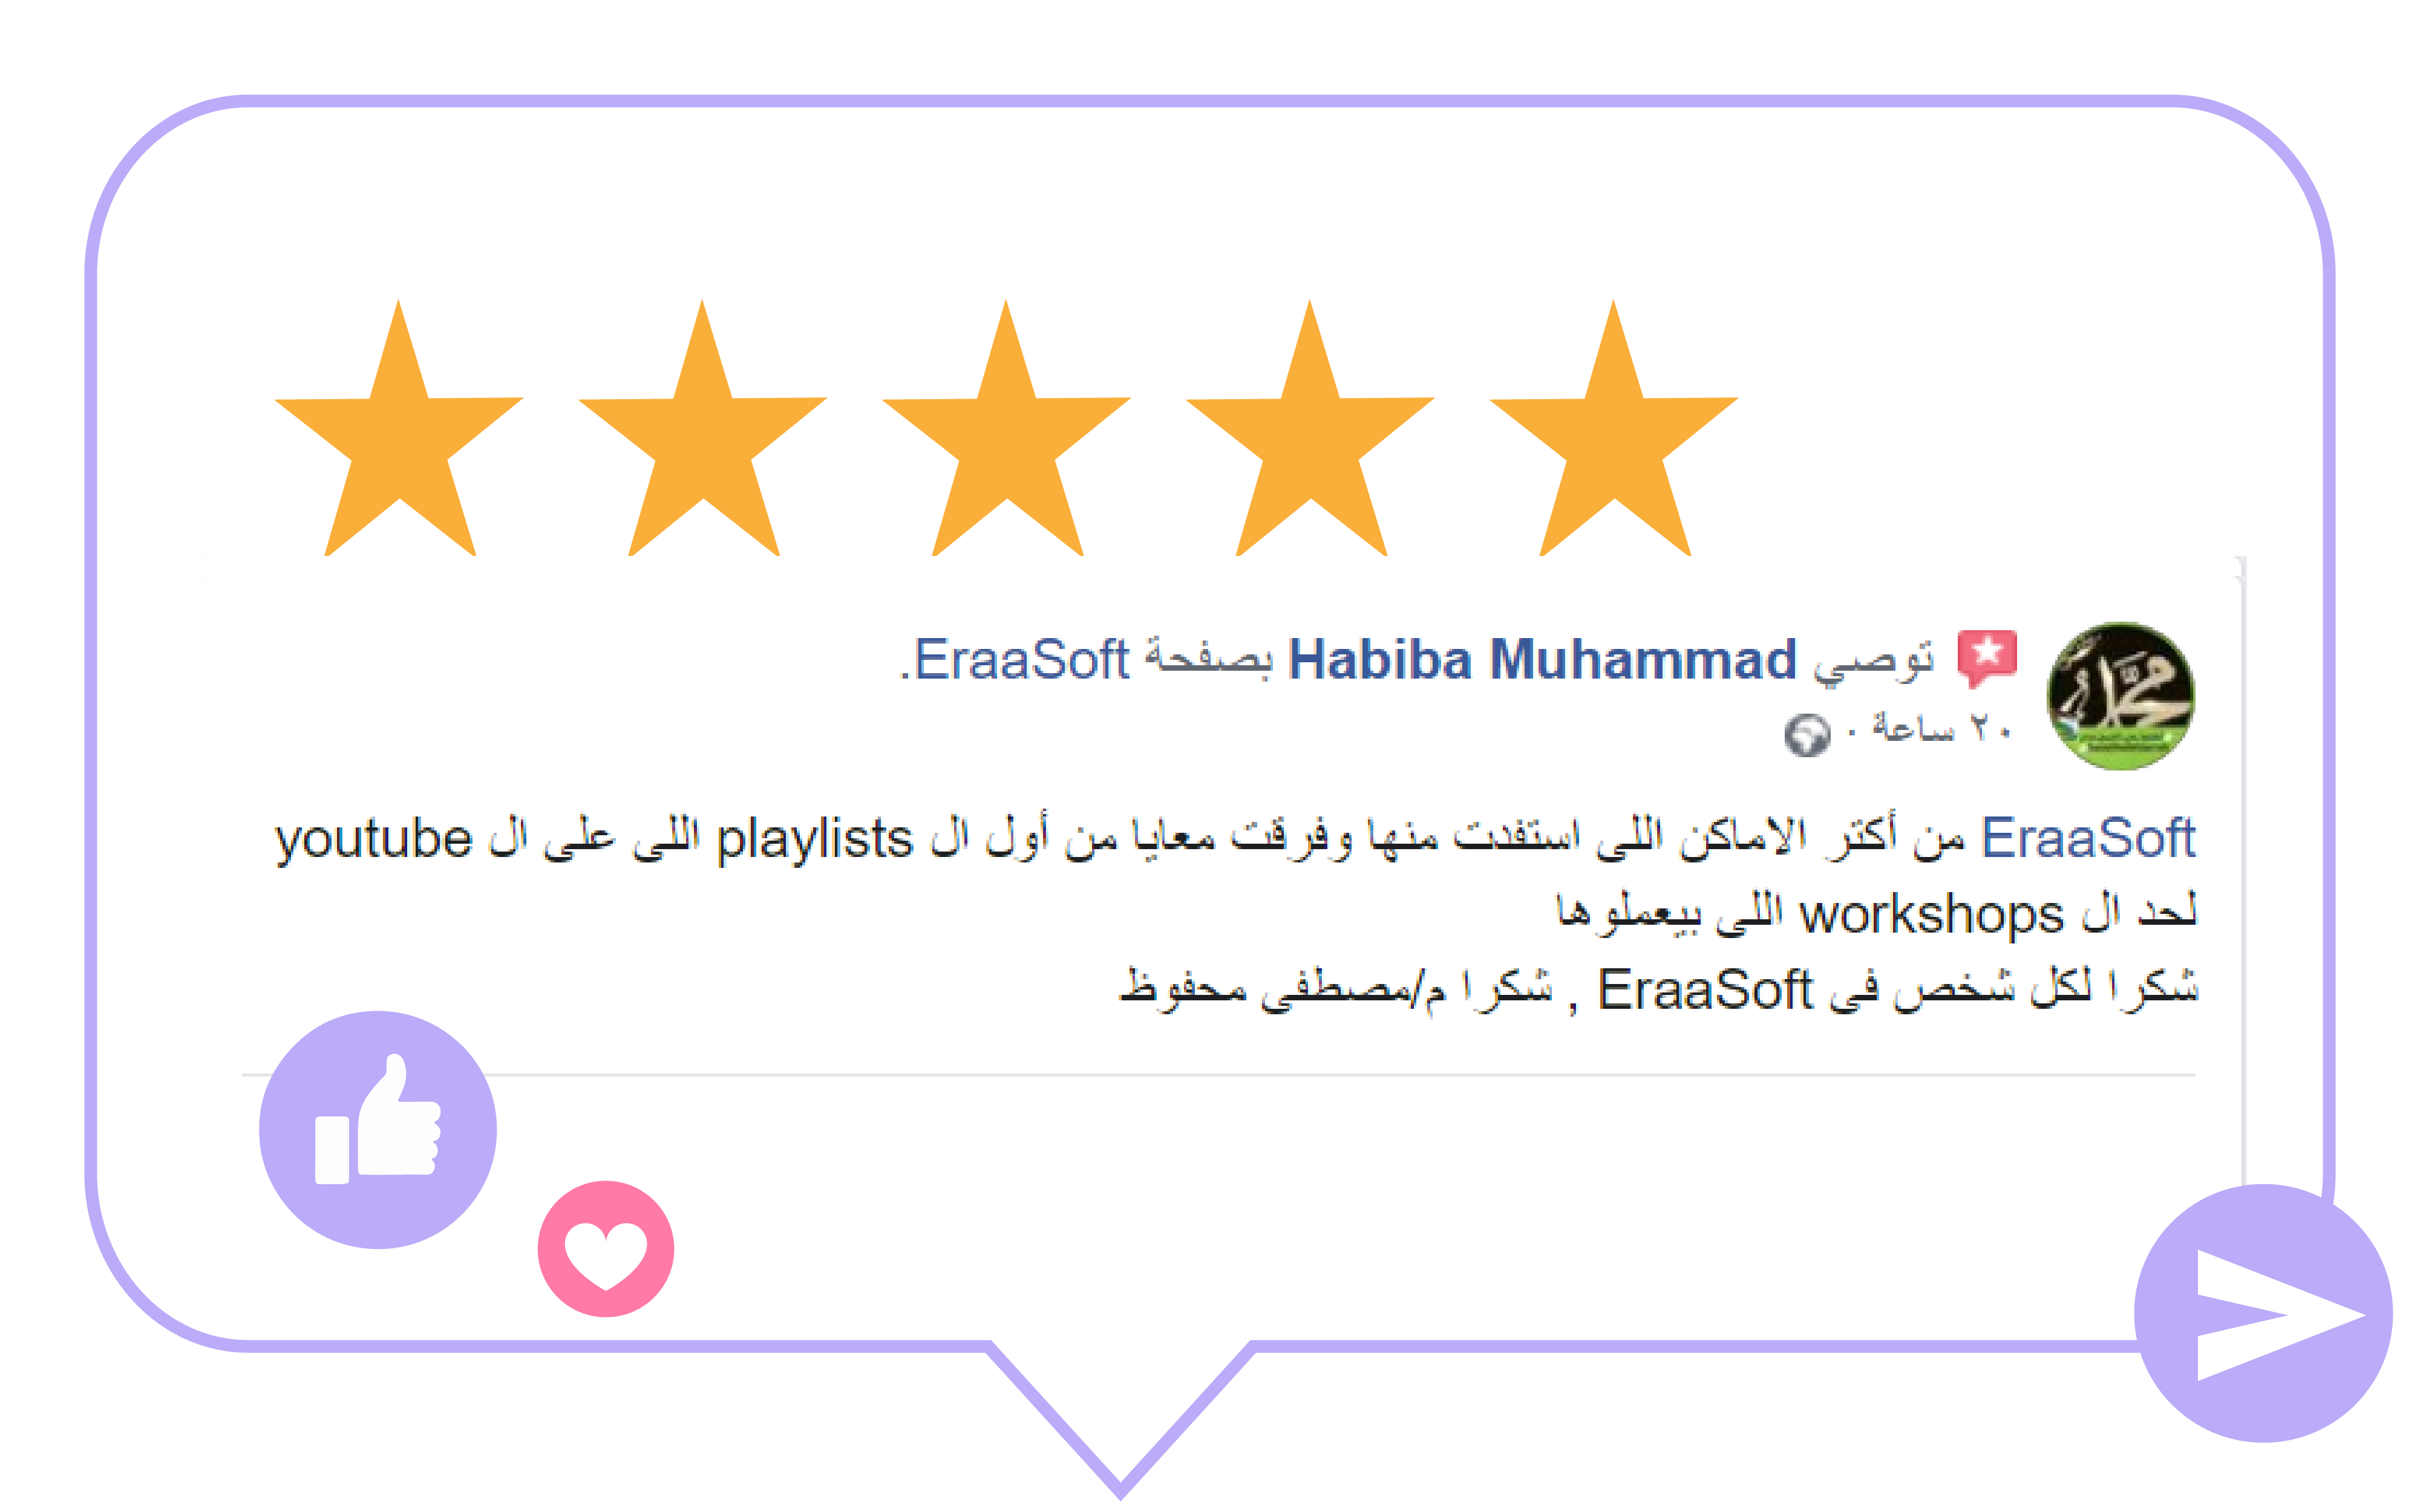 توصي Habiba Muhammad بصفحة EraaSoft.
٢٠ ساعة ·
EraaSoft من أكتر الاماكن اللى استفدت منها وفرقت معايا من أول ال playlists اللى على ال youtube
لحد ال workshops اللى بيعملوها
شكرا لكل شخص فى EraaSoft , شكرا م/مصطفى محفوظ